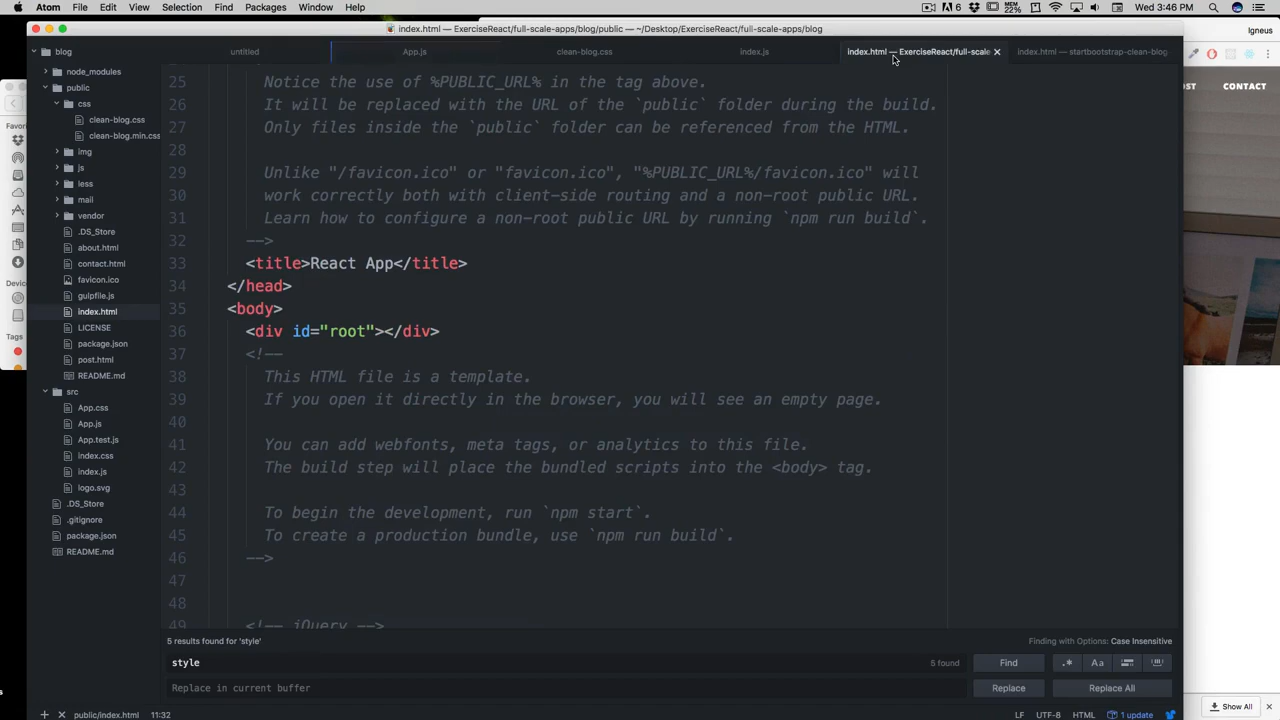 Atom File Edit View Selection Find Packages Window Help
6 MEM 22% 3:46 PM
index.html — ExerciseReact/full-scale-apps/blog/public — ~/Desktop/ExerciseReact/full-scale-apps/blog
Igneus
blog
untitled
App.js
clean-blog.css
index.js
index.html — ExerciseReact/full-scale
index.html — startbootstrap-clean-blog
node_modules
public
css
clean-blog.css
clean-blog.min.css
img
js
less
mail
vendor
.DS_Store
about.html
contact.html
favicon.ico
gulpfile.js
index.html
LICENSE
package.json
post.html
README.md
src
App.css
App.js
App.test.js
index.css
index.js
logo.svg
.DS_Store
.gitignore
package.json
README.md
Favori
Device
Tags
25 Notice the use of %PUBLIC_URL% in the tag above.
26 It will be replaced with the URL of the `public` folder during the build.
27 Only files inside the `public` folder can be referenced from the HTML.
28
29 Unlike "/favicon.ico" or "favicon.ico", "%PUBLIC_URL%/favicon.ico" will
30 work correctly both with client-side routing and a non-root public URL.
31 Learn how to configure a non-root public URL by running `npm run build`.
32 -->
33 <title>React App</title>
34 </head>
35 <body>
36 <div id="root"></div>
37 <!--
38 This HTML file is a template.
39 If you open it directly in the browser, you will see an empty page.
40
41 You can add webfonts, meta tags, or analytics to this file.
42 The build step will place the bundled scripts into the <body> tag.
43
44 To begin the development, run `npm start`.
45 To create a production bundle, use `npm run build`.
46 -->
47
48
49 <!-- jQuery -->
OST CONTACT
5 results found for 'style'
Finding with Options: Case Insensitive
style
5 found
Find
.* Aa
Replace in current buffer
Replace
Replace All
public/index.html 11:32
LF UTF-8 HTML 1 update
Show All